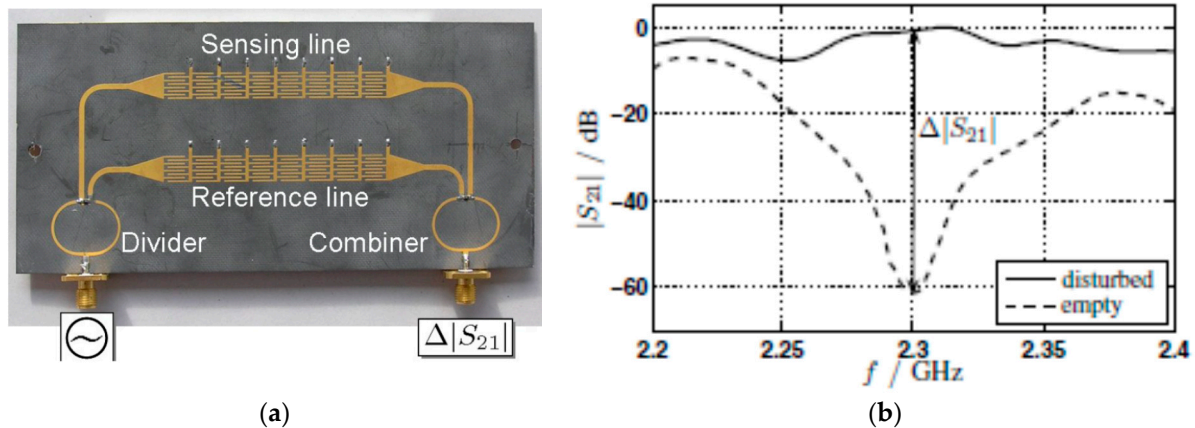 Sensing line
Reference line
Divider
Combiner
∆|S₂₁|
(a)
|S₂₁| / dB
0
−20
−40
−60
∆|S₂₁|
disturbed
empty
2.2
2.25
2.3
2.35
2.4
f / GHz
(b)